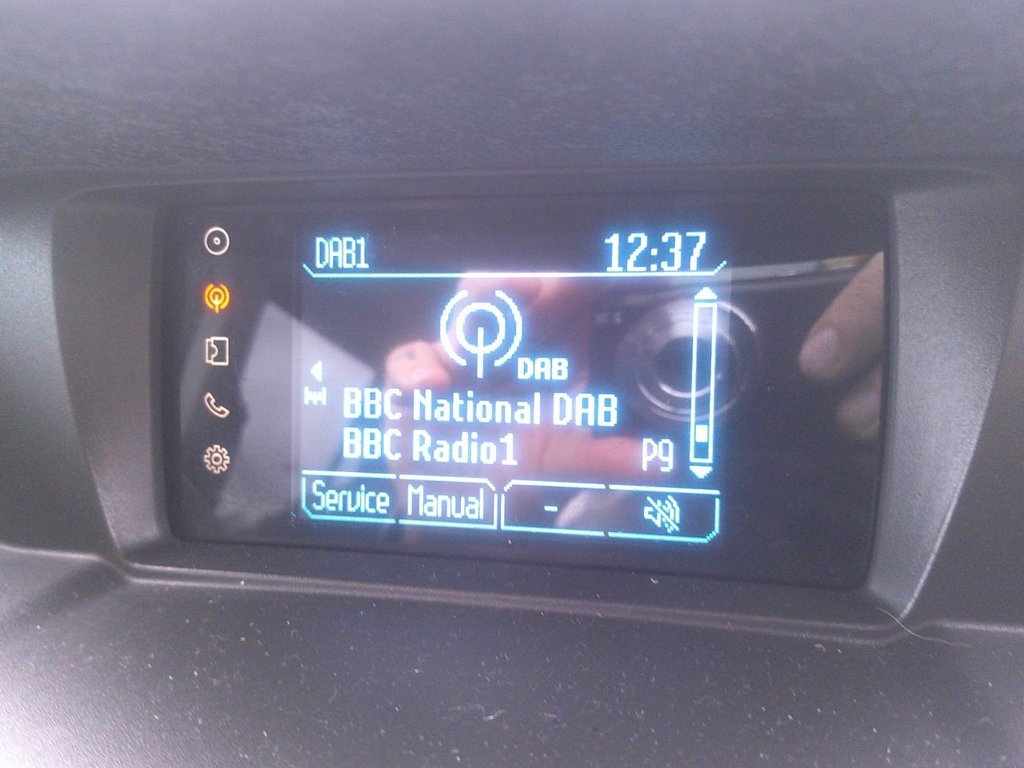 DAB1 12:37
DAB
BBC National DAB
BBC Radio1 P9
Service Manual -